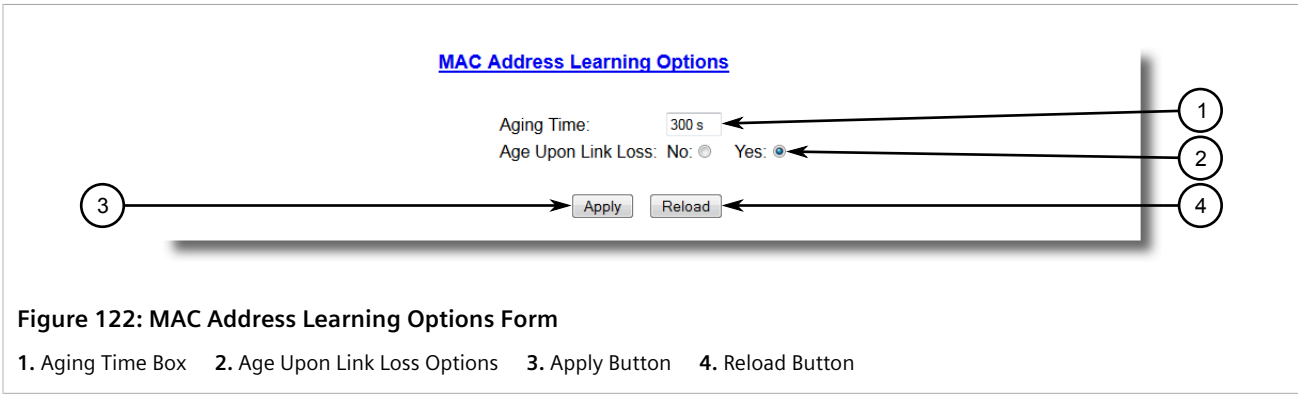 MAC Address Learning Options
Aging Time: 300 s
1
Age Upon Link Loss: No: Yes:
2
3
Apply Reload
4
Figure 122: MAC Address Learning Options Form
1. Aging Time Box 2. Age Upon Link Loss Options 3. Apply Button 4. Reload Button